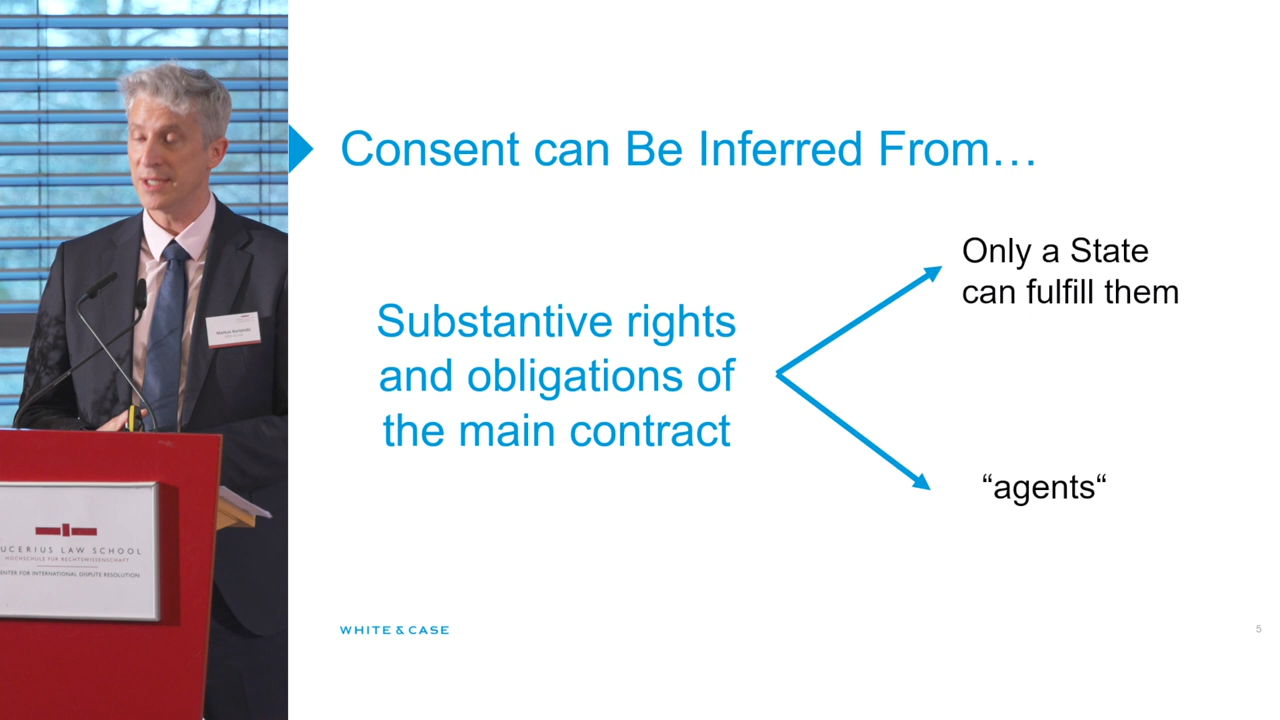 Consent can Be Inferred From…
Substantive rights
and obligations of
the main contract
Only a State
can fulfill them
“agents“
WHITE & CASE
5
UCERIUS LAW SCHOOL
HOCHSCHULE FÜR RECHTSWISSENSCHAFT
ENTER FOR INTERNATIONAL DISPUTE RESOLUTION